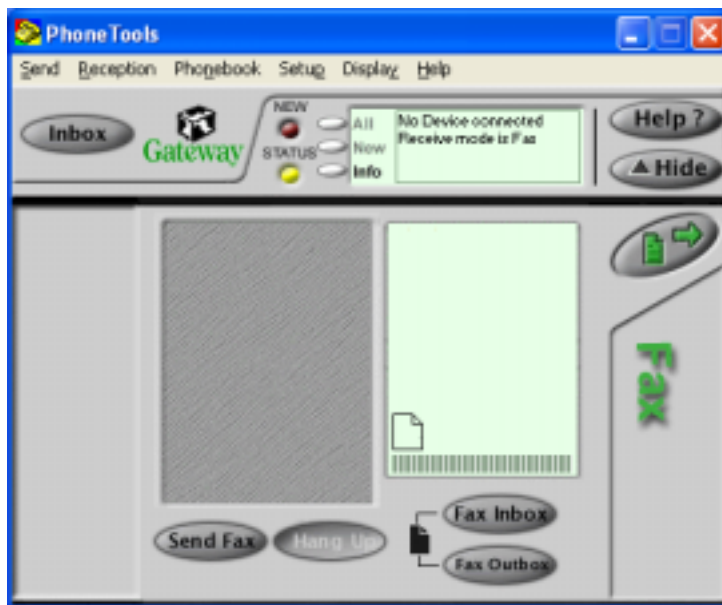 PhoneTools
Send Reception Phonebook Setup Display Help
Inbox
Gateway
NEW
STATUS
All
New
Info
No Device connected
Receive mode is Fax
Help ?
Hide
Fax
Send Fax
Hang Up
Fax Inbox
Fax Outbox